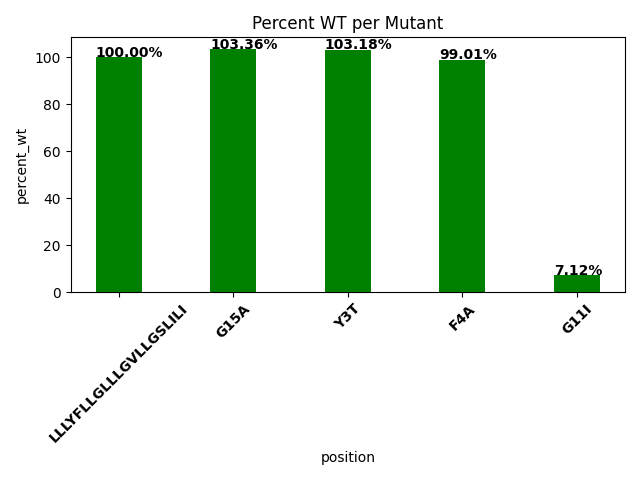 Percent WT per Mutant
100.00%
103.36%
103.18%
99.01%
7.12%
percent_wt
100
80
60
40
20
0
LLLYFLLGLLLGVLLGSLILI
G15A
Y3T
F4A
G11I
position